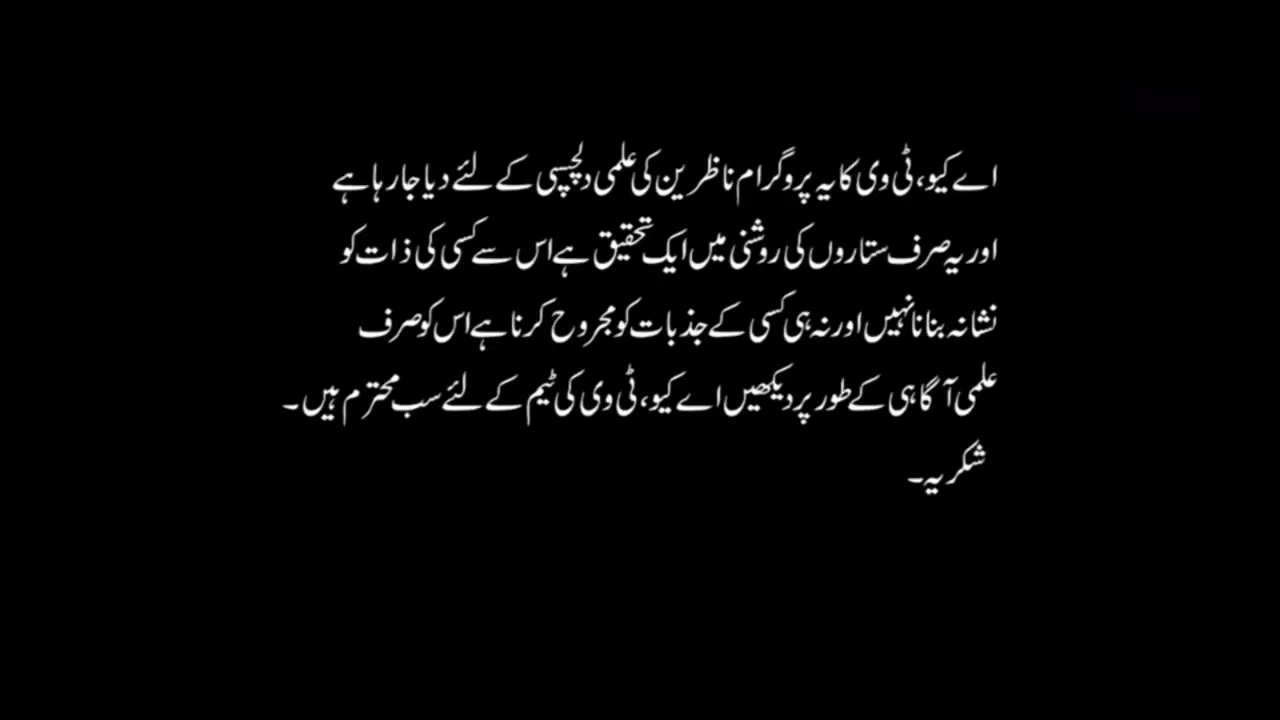 اے کیو، ٹی وی کا یہ پروگرام ناظرین کی علمی دلچسپی کے لئے دیا جا رہا ہے
اور یہ صرف ستاروں کی روشنی میں ایک تحقیق ہے اس سے کسی کی ذات کو
نشانہ بنانا نہیں اور نہ ہی کسی کے جذبات کو مجروح کرنا ہے اس کو صرف
علمی آگاہی کے طور پر دیکھیں اے کیو، ٹی وی کی ٹیم کے لئے سب محترم ہیں۔
شکریہ۔